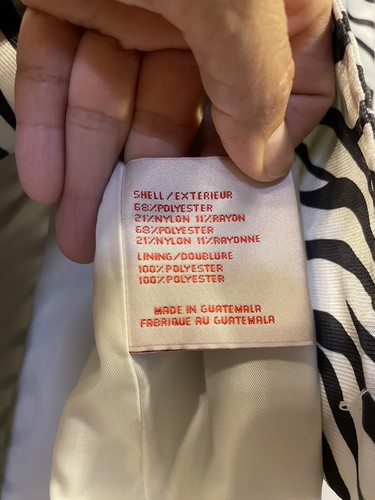 SHELL/EXTERIEUR
68%POLYESTER
21%NYLON 11%RAYON
68%POLYESTER
21%NYLON 11%RAYONNE
LINING/DOUBLURE
100%POLYESTER
100%POLYESTER
MADE IN GUATEMALA
FABRIQUE AU GUATEMALA